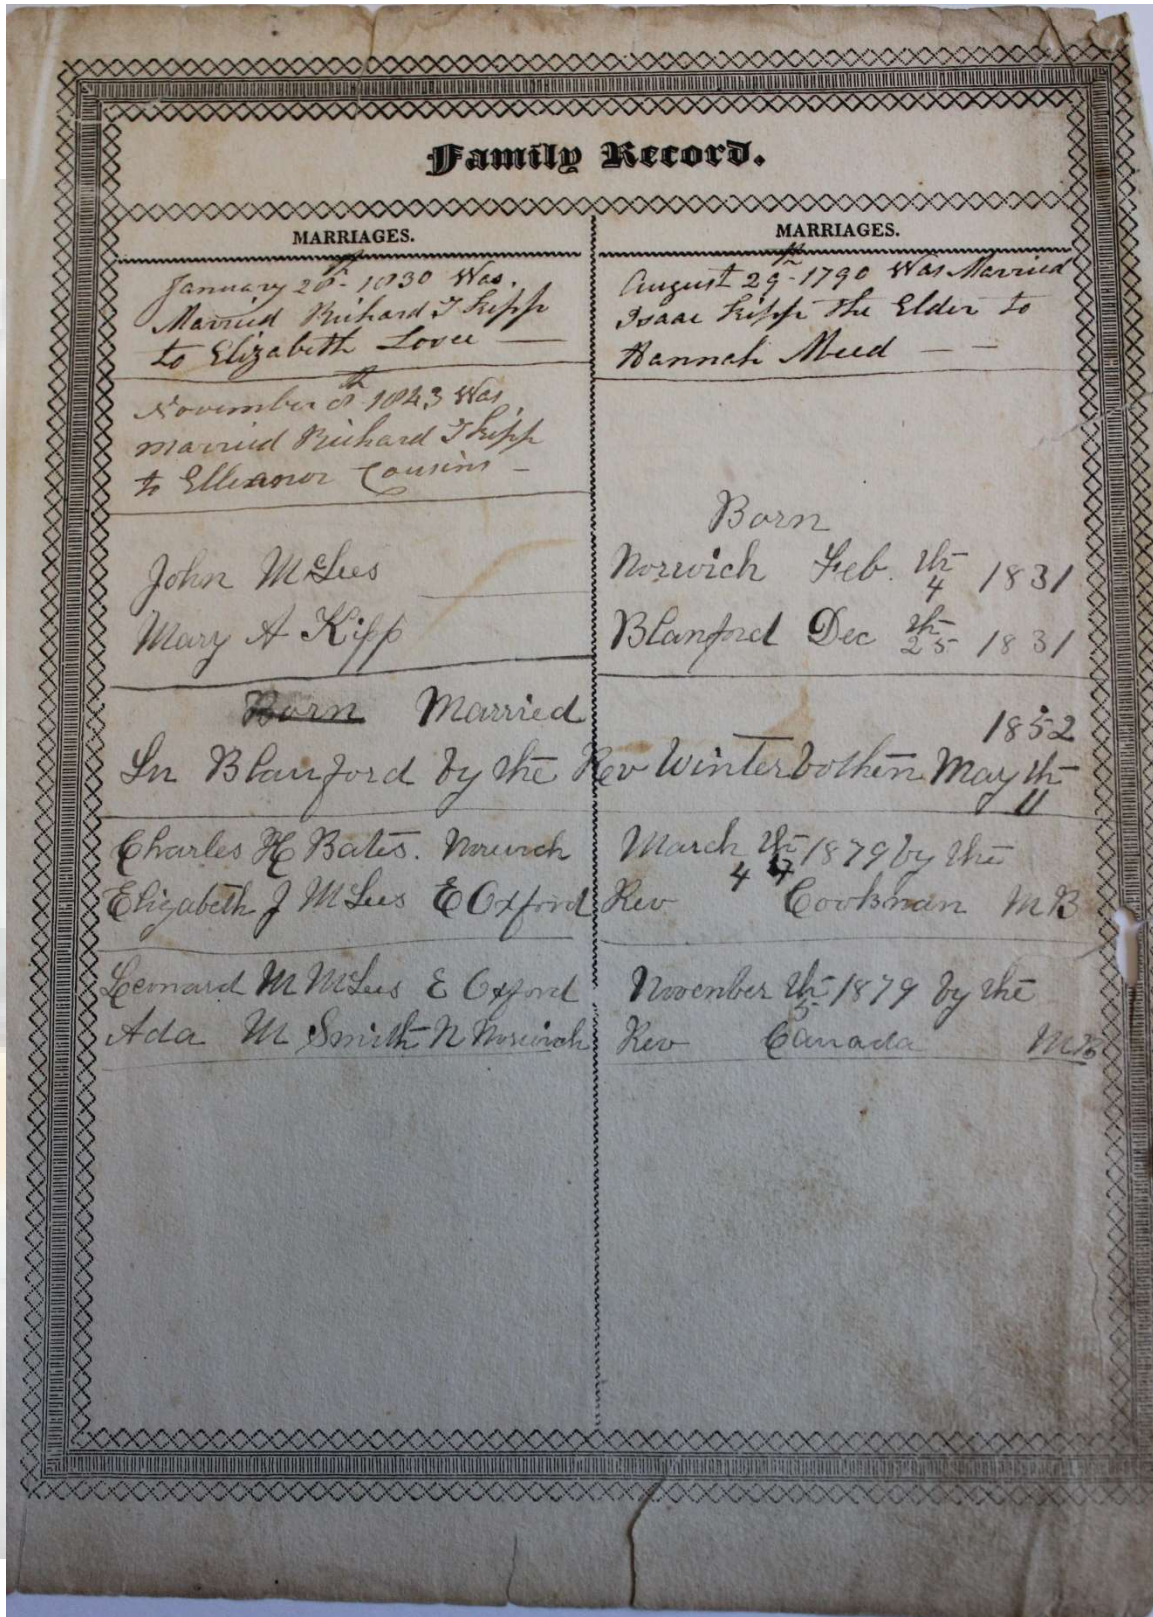 Family Record.
MARRIAGES.
January 28th 1830 Was
Married Richard I Kipp
to Elizabeth
November 8th 1843 Was
married Richard I Kipp
to Elleanor Cousins
MARRIAGES.
August 29th 1790 Was Married
Isaac Kipp the Elder to
Hannah Meed
Born
John McLees Norwich Feb. 4th 1831
Mary A Kipp Blanford Dec 25th 1831
Born Married
1852
In Blanford by the Rev Winterbothen May 11th
Charles H Bates. Norwich March 4th 1879 by the
Elizabeth J McLees E Oxford Rev Cookman MB
Leonard M McLees E Oxford November 5th 1879 by the
Ada M Smith N Norwich Rev Canada